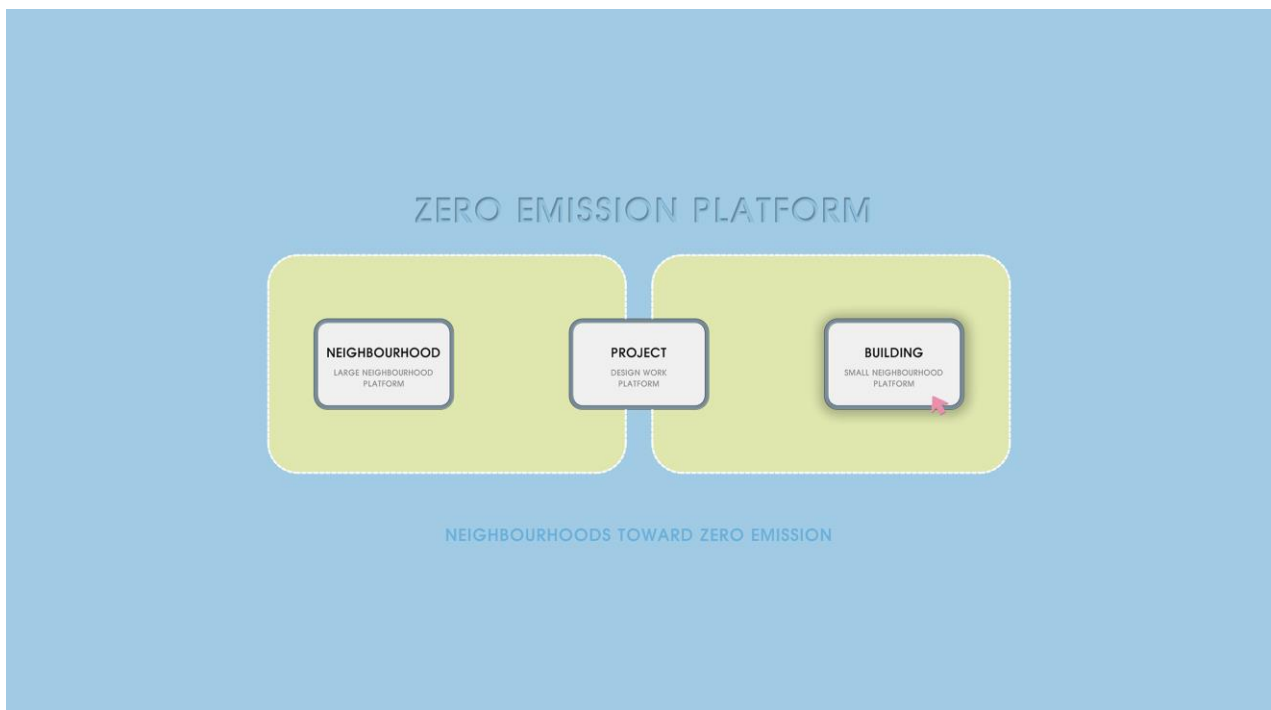 ZERO EMISSION PLATFORM
NEIGHBOURHOOD
LARGE NEIGHBOURHOOD
PLATFORM
PROJECT
DESIGN WORK
PLATFORM
BUILDING
SMALL NEIGHBOURHOOD
PLATFORM
NEIGHBOURHOODS TOWARD ZERO EMISSION